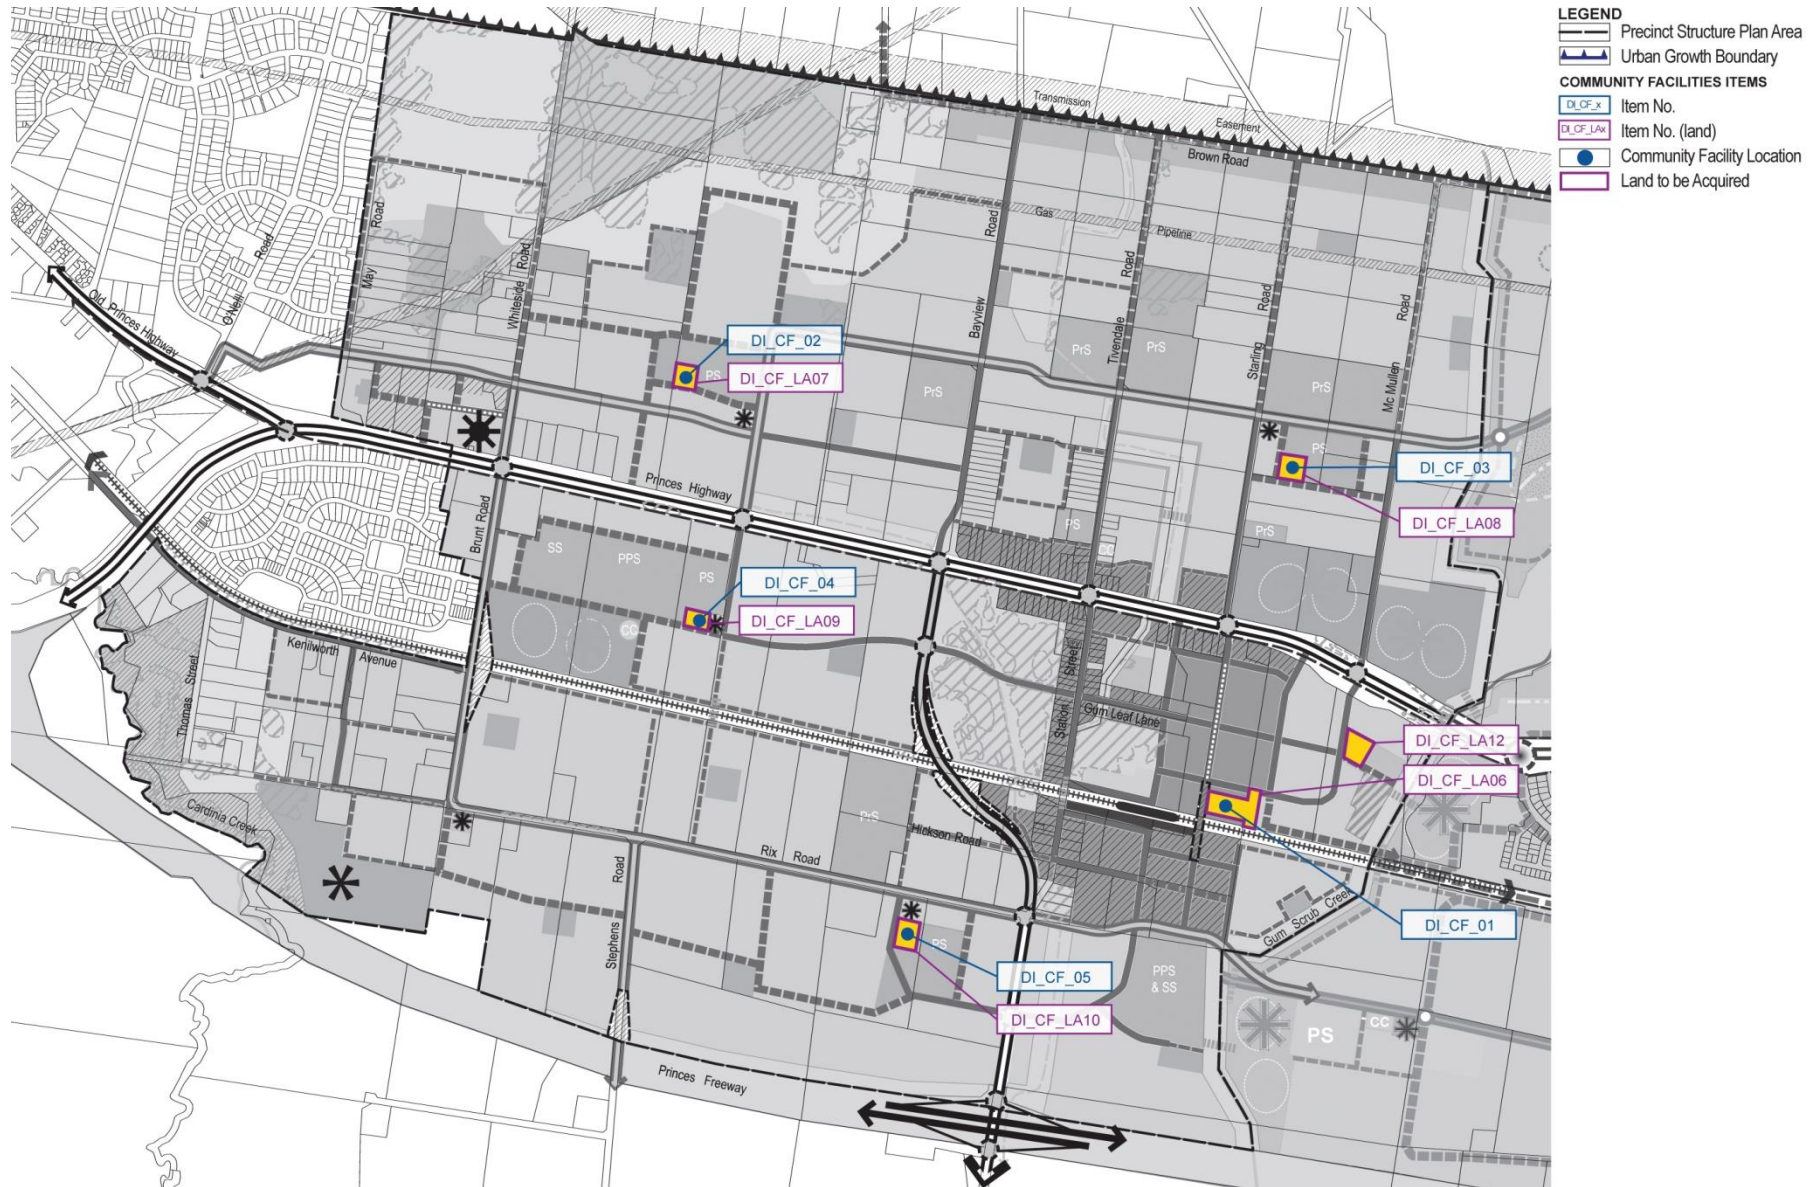 LEGEND
Precinct Structure Plan Area
Urban Growth Boundary
COMMUNITY FACILITIES ITEMS
DI_CF_x Item No.
DI_CF_LAx Item No. (land)
Community Facility Location
Land to be Acquired
Transmission
Easement
Brown Road
Gas
Pipeline
O'Neill
Road
May
Road
Whiteside
Road
Bayview
Road
Tivendale
Road
Starling
Road
Mc Mullen
Road
Old Princes Highway
DI_CF_02
PS
DI_CF_LA07
PrS
PrS
PrS
PrS
PS
DI_CF_03
DI_CF_LA08
Princes Highway
Brunt Road
SS
PPS
PS
PS
CC
PrS
DI_CF_04
DI_CF_LA09
CC
Kenilworth
Avenue
Thomas Street
Station
Street
Gum Leaf Lane
DI_CF_LA12
DI_CF_LA06
Cardinia Creek
PrS
Hickson Road
Rix Road
Stephens
Road
Gum Scrub Creek
DI_CF_01
PS
DI_CF_05
DI_CF_LA10
PPS
& SS
PS
CC
Princes Freeway